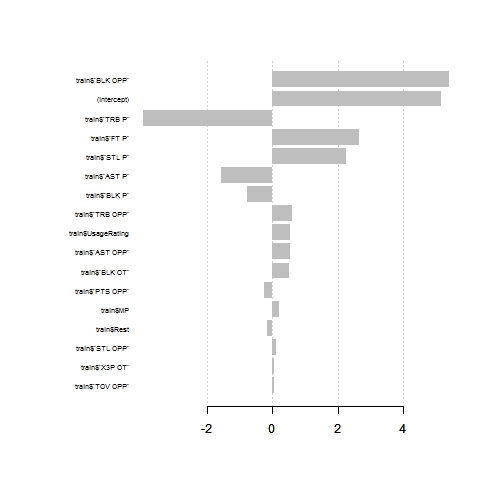 train$`BLK OPP`
(Intercept)
train$`TRB P`
train$`FT P`
train$`STL P`
train$`AST P`
train$`BLK P`
train$`TRB OPP`
train$UsageRating
train$`AST OPP`
train$`BLK OT`
train$`PTS OPP`
train$MP
train$Rest
train$`STL OPP`
train$`X3P OT`
train$`TOV OPP`
-2 0 2 4